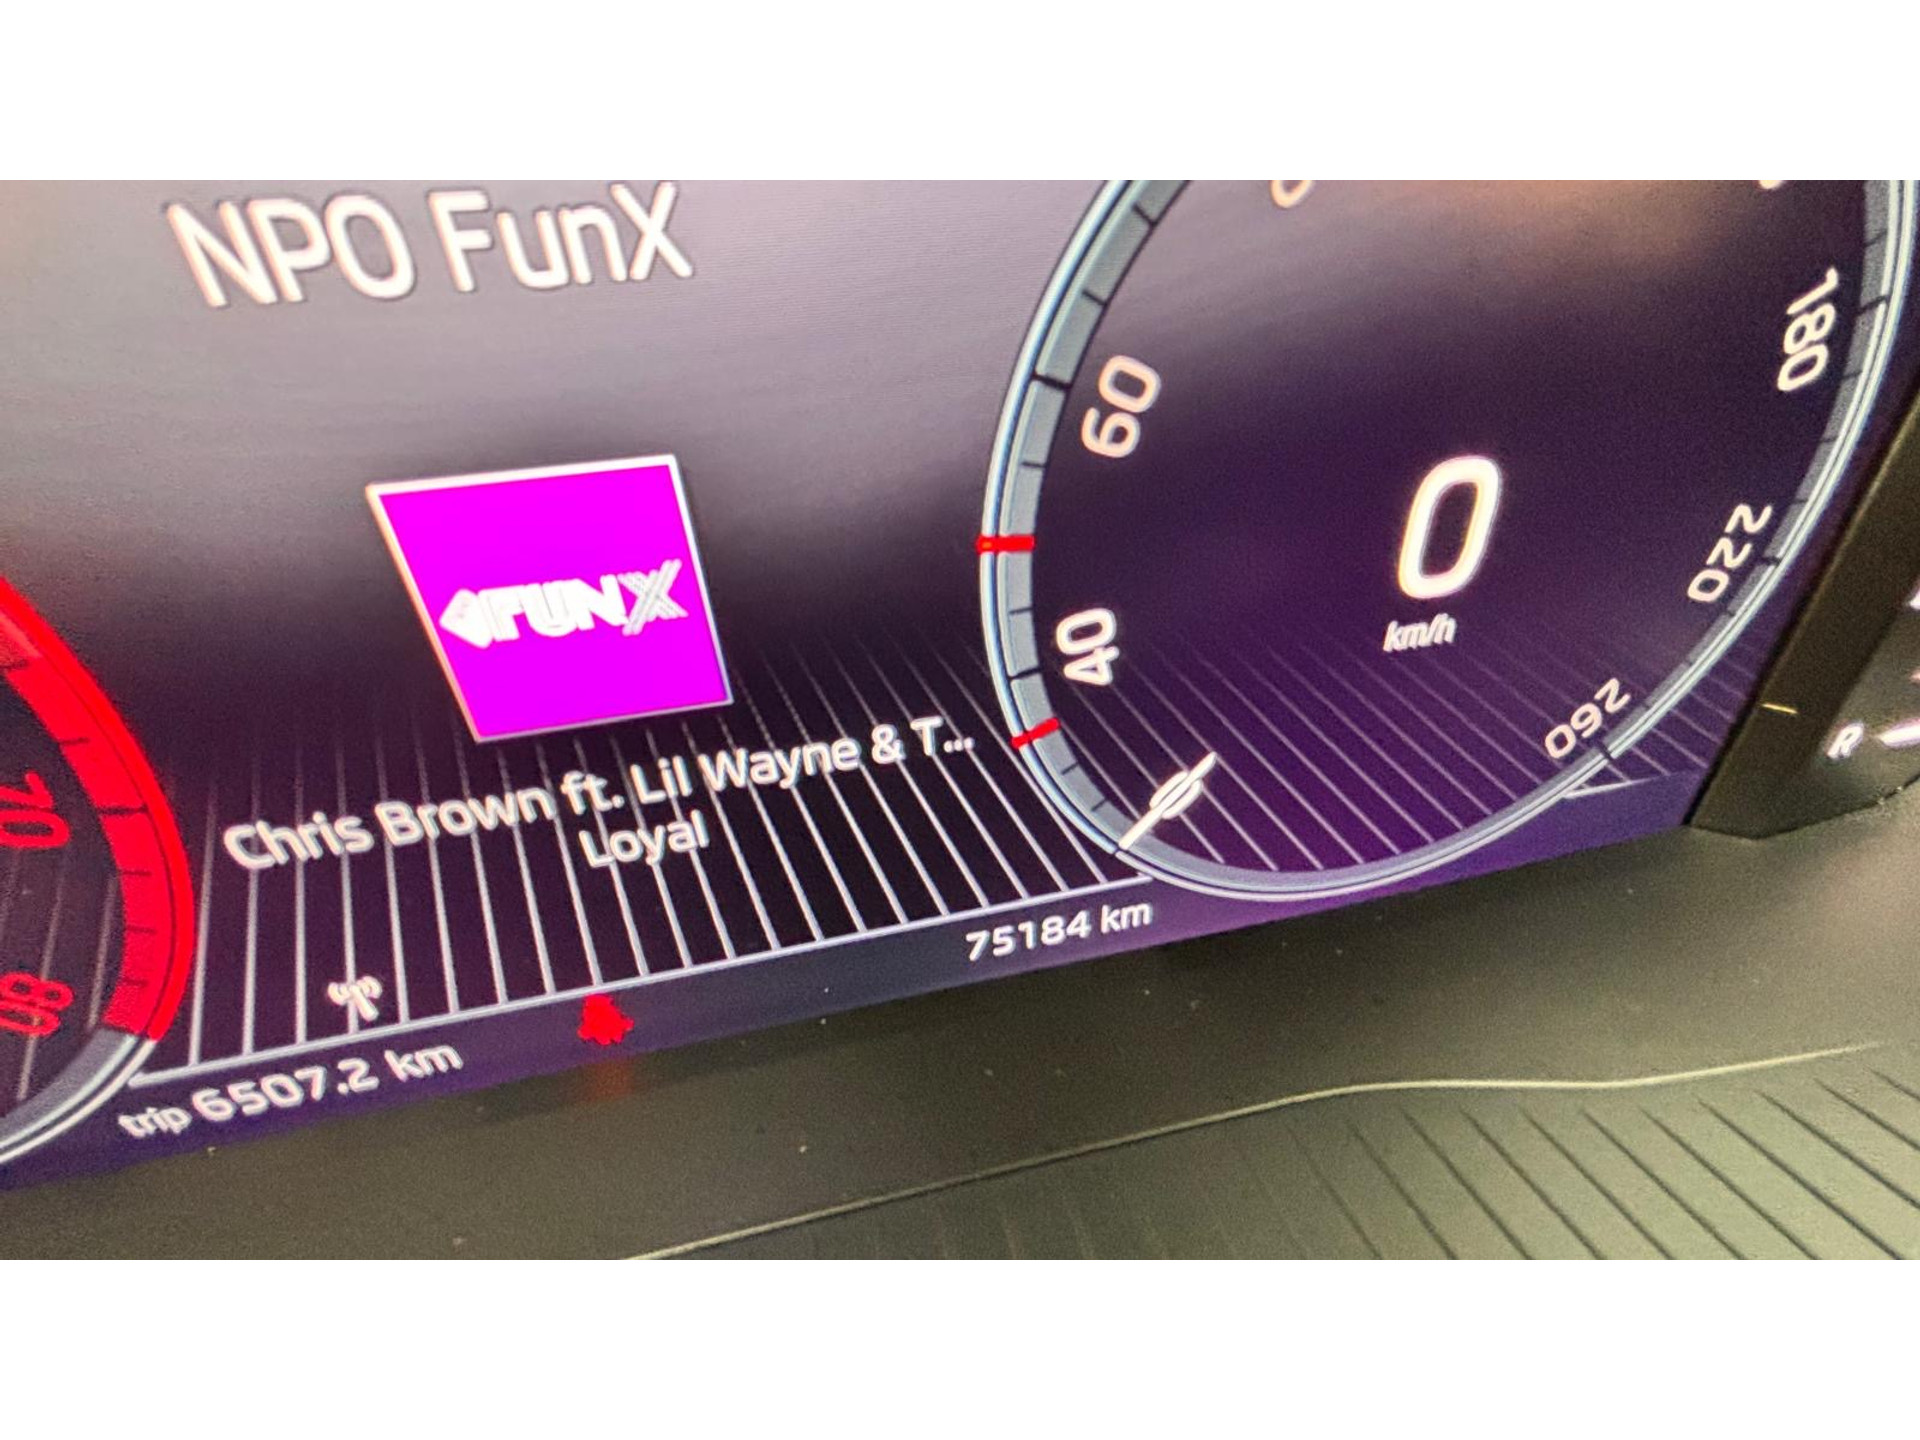 NPO FunX
FUNX
Chris Brown ft. Lil Wayne & T...
Loyal
75184 km
trip 6507.2 km
60
40
0
km/h
180
220
260
R
70
80